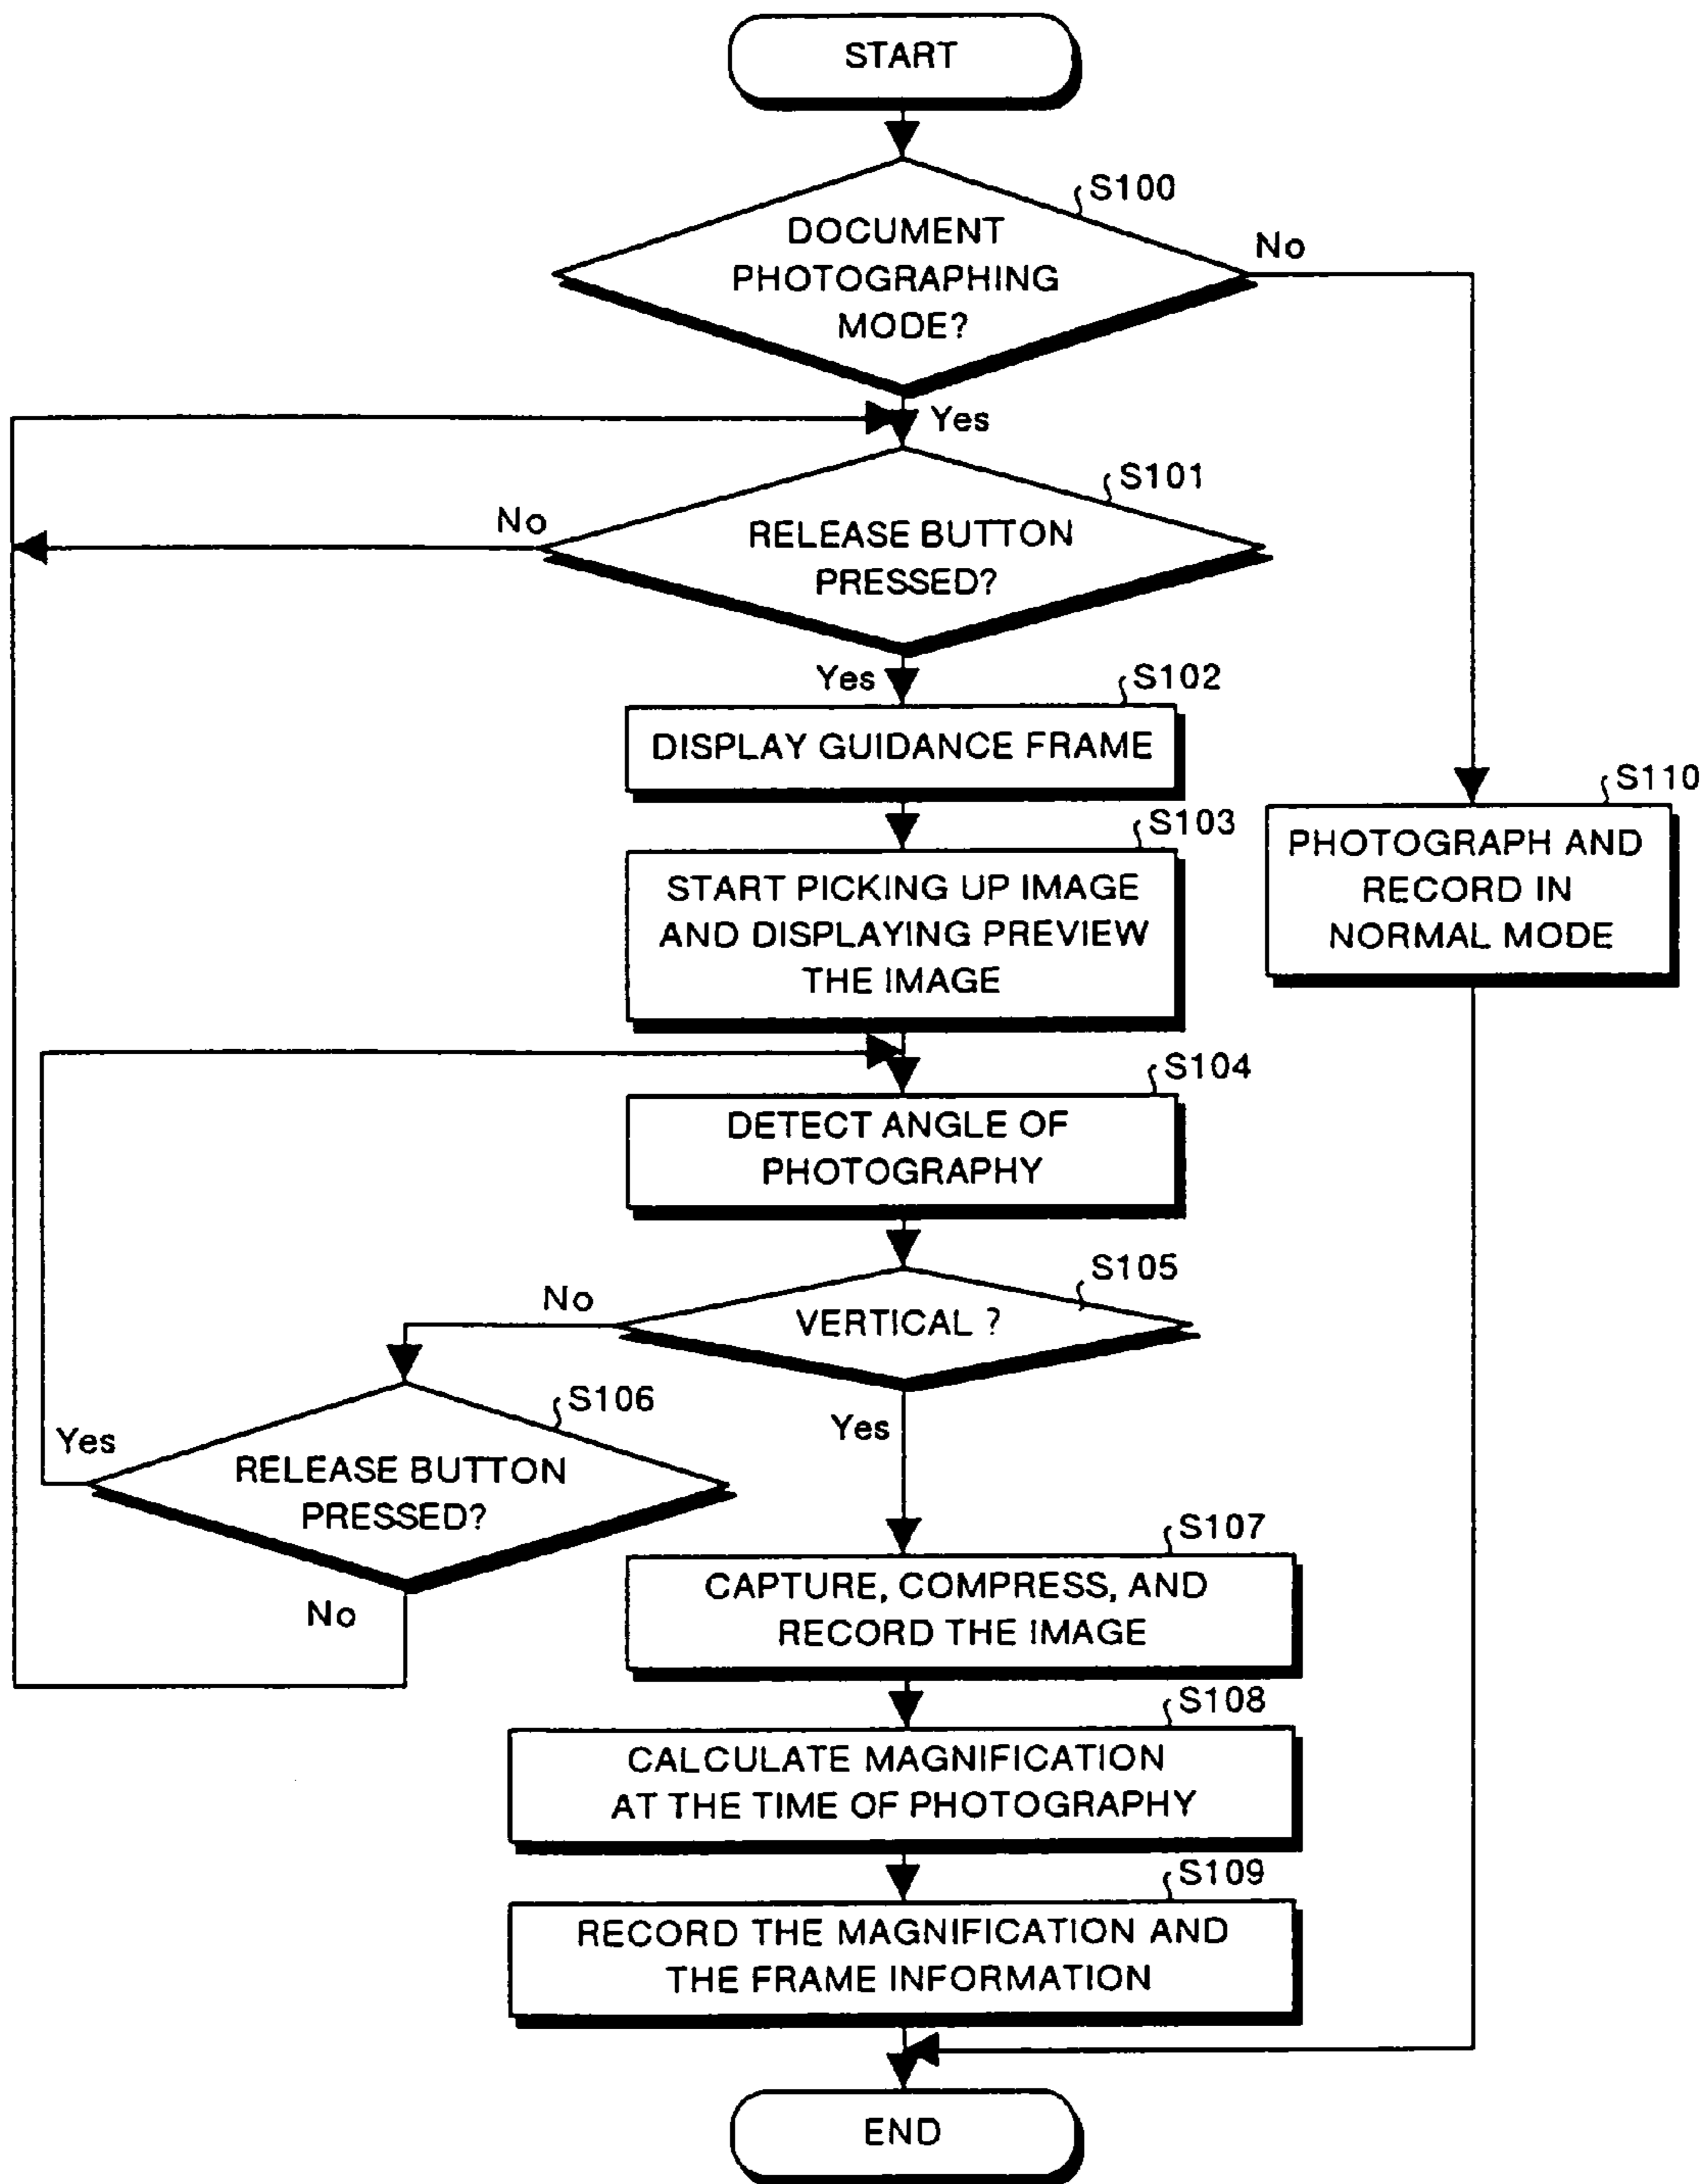 START
S100
DOCUMENT
PHOTOGRAPHING
MODE?
No
Yes
S101
No
RELEASE BUTTON
PRESSED?
Yes
S102
DISPLAY GUIDANCE FRAME
S103
START PICKING UP IMAGE
AND DISPLAYING PREVIEW
THE IMAGE
S110
PHOTOGRAPH AND
RECORD IN
NORMAL MODE
S104
DETECT ANGLE OF
PHOTOGRAPHY
S105
No
VERTICAL ?
S106
Yes
RELEASE BUTTON
PRESSED?
No
Yes
S107
CAPTURE, COMPRESS, AND
RECORD THE IMAGE
S108
CALCULATE MAGNIFICATION
AT THE TIME OF PHOTOGRAPHY
S109
RECORD THE MAGNIFICATION AND
THE FRAME INFORMATION
END